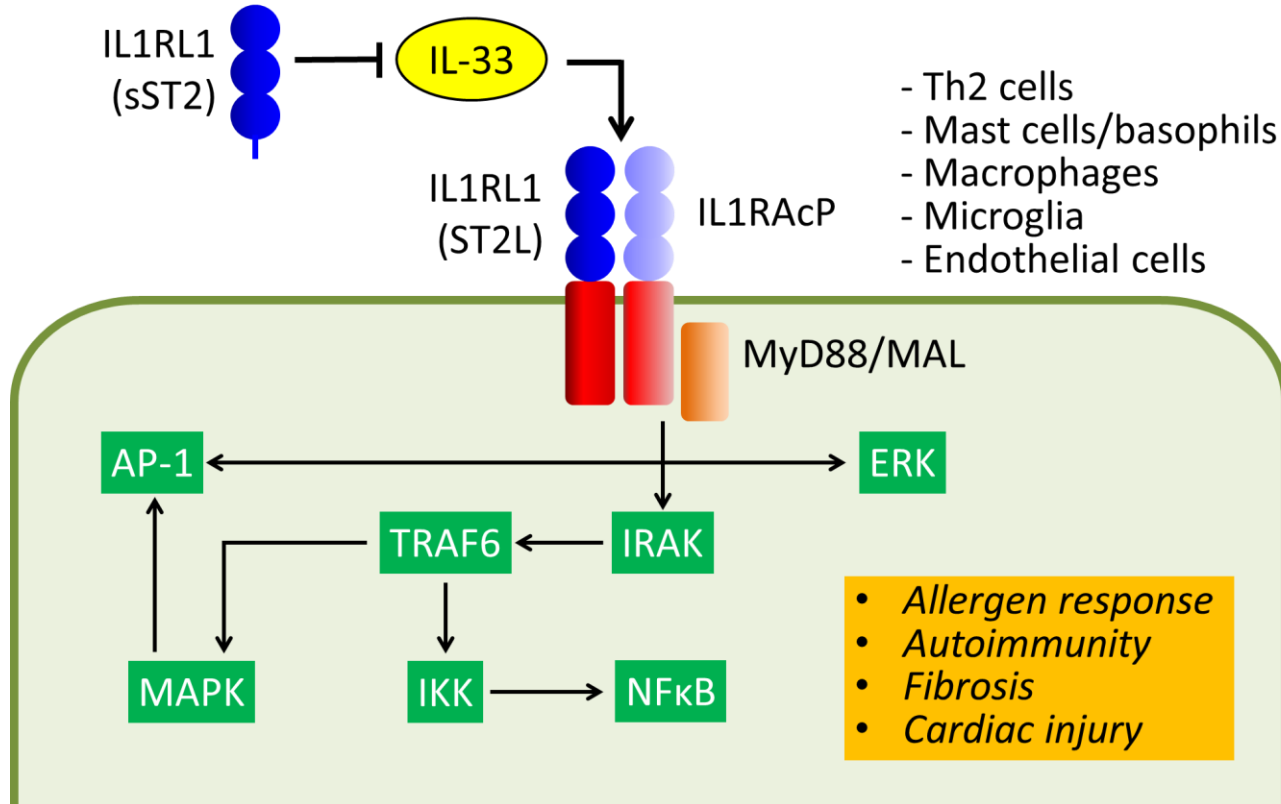 IL1RL1
(sST2)
IL-33
- Th2 cells
- Mast cells/basophils
- Macrophages
- Microglia
- Endothelial cells
IL1RL1
(ST2L)
IL1RAcP
MyD88/MAL
AP-1
ERK
TRAF6
IRAK
MAPK
IKK
NFκB
• Allergen response
• Autoimmunity
• Fibrosis
• Cardiac injury